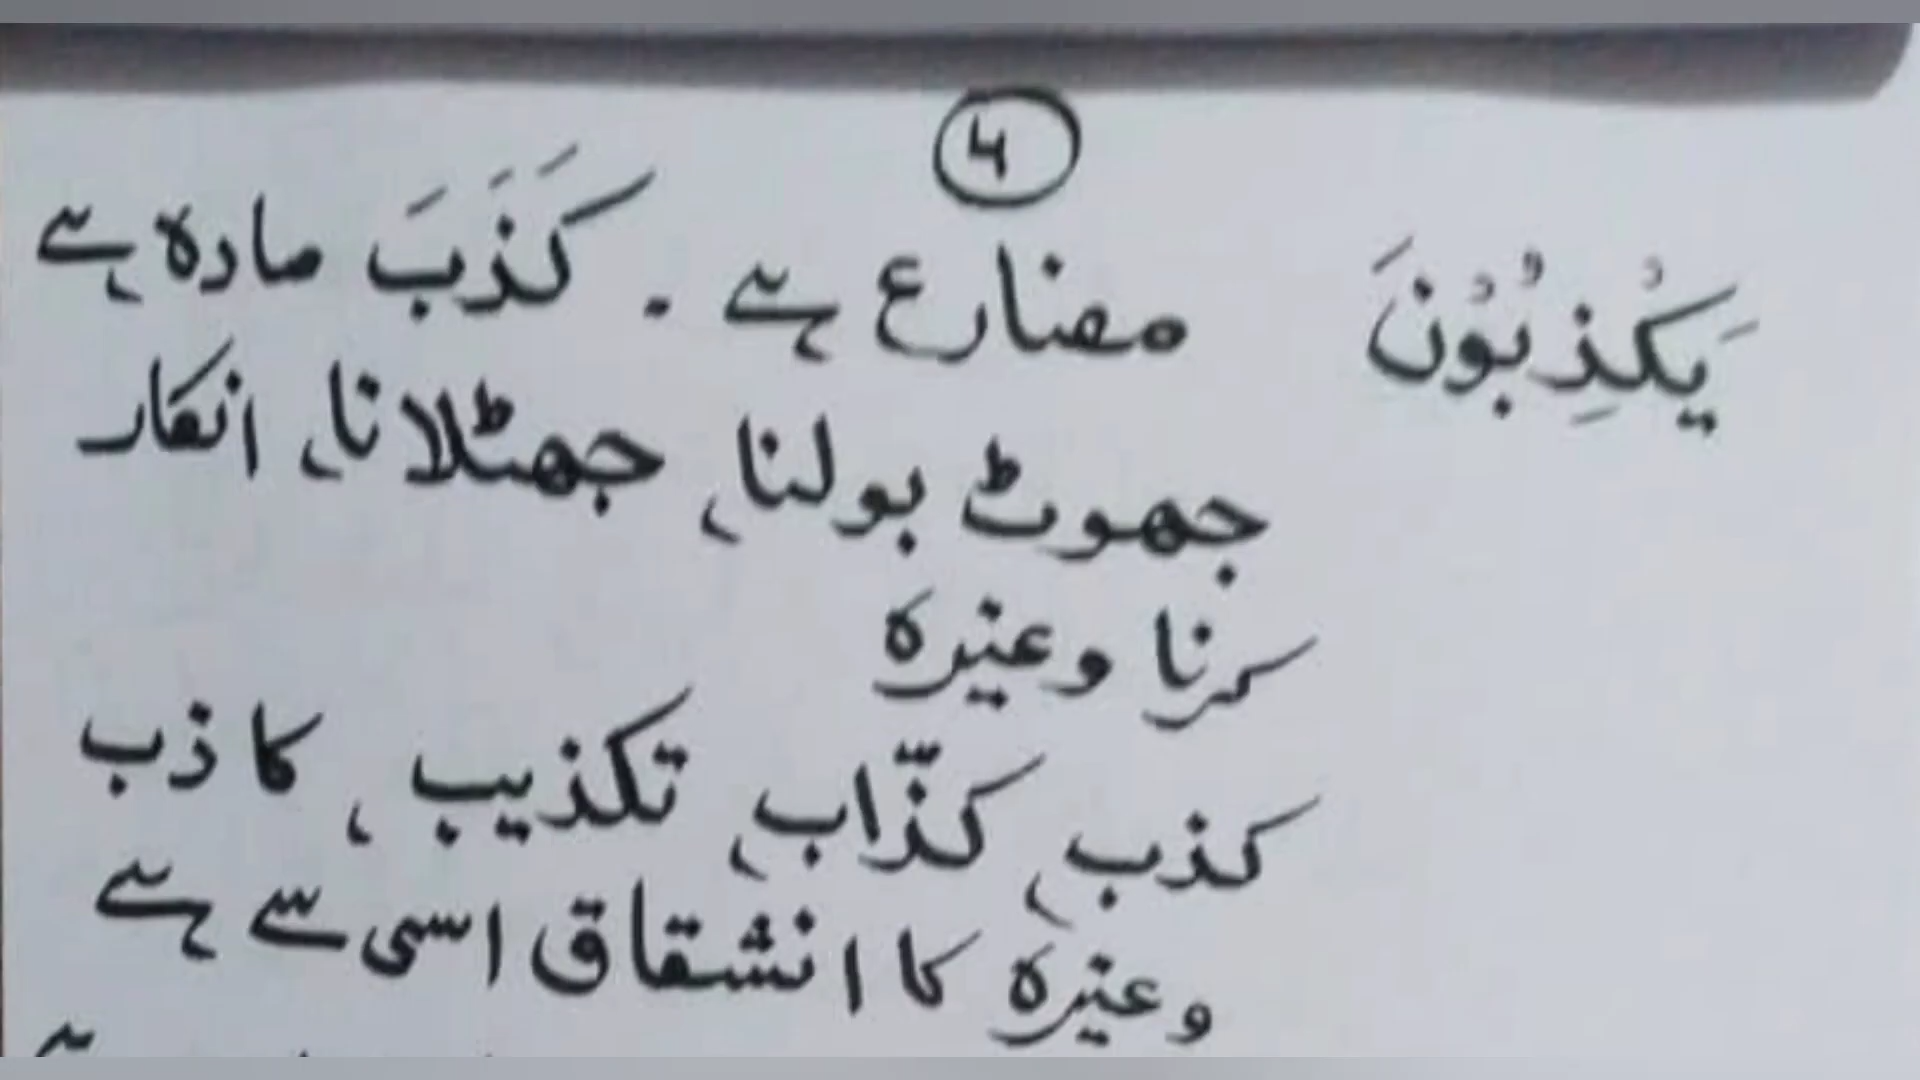 4
یَکْذِبُوْنَ مضارع ہے . کَذَبَ مادہ ہے
جھوٹ بولنا، جھٹلانا، انکار
کرنا وغیرہ
کذب، کذّاب، تکذیب، کاذب
وغیرہ کا انشقاق اسی سے ہے